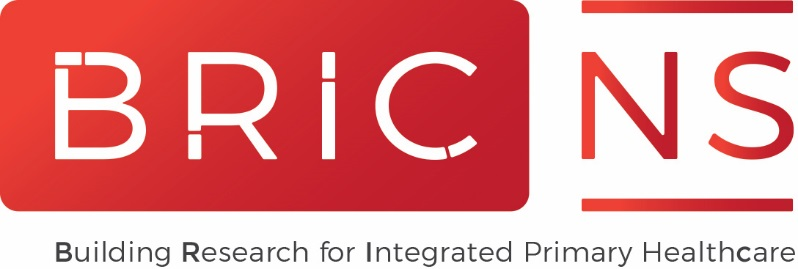 BRIC NS
Building Research for Integrated Primary Healthcare